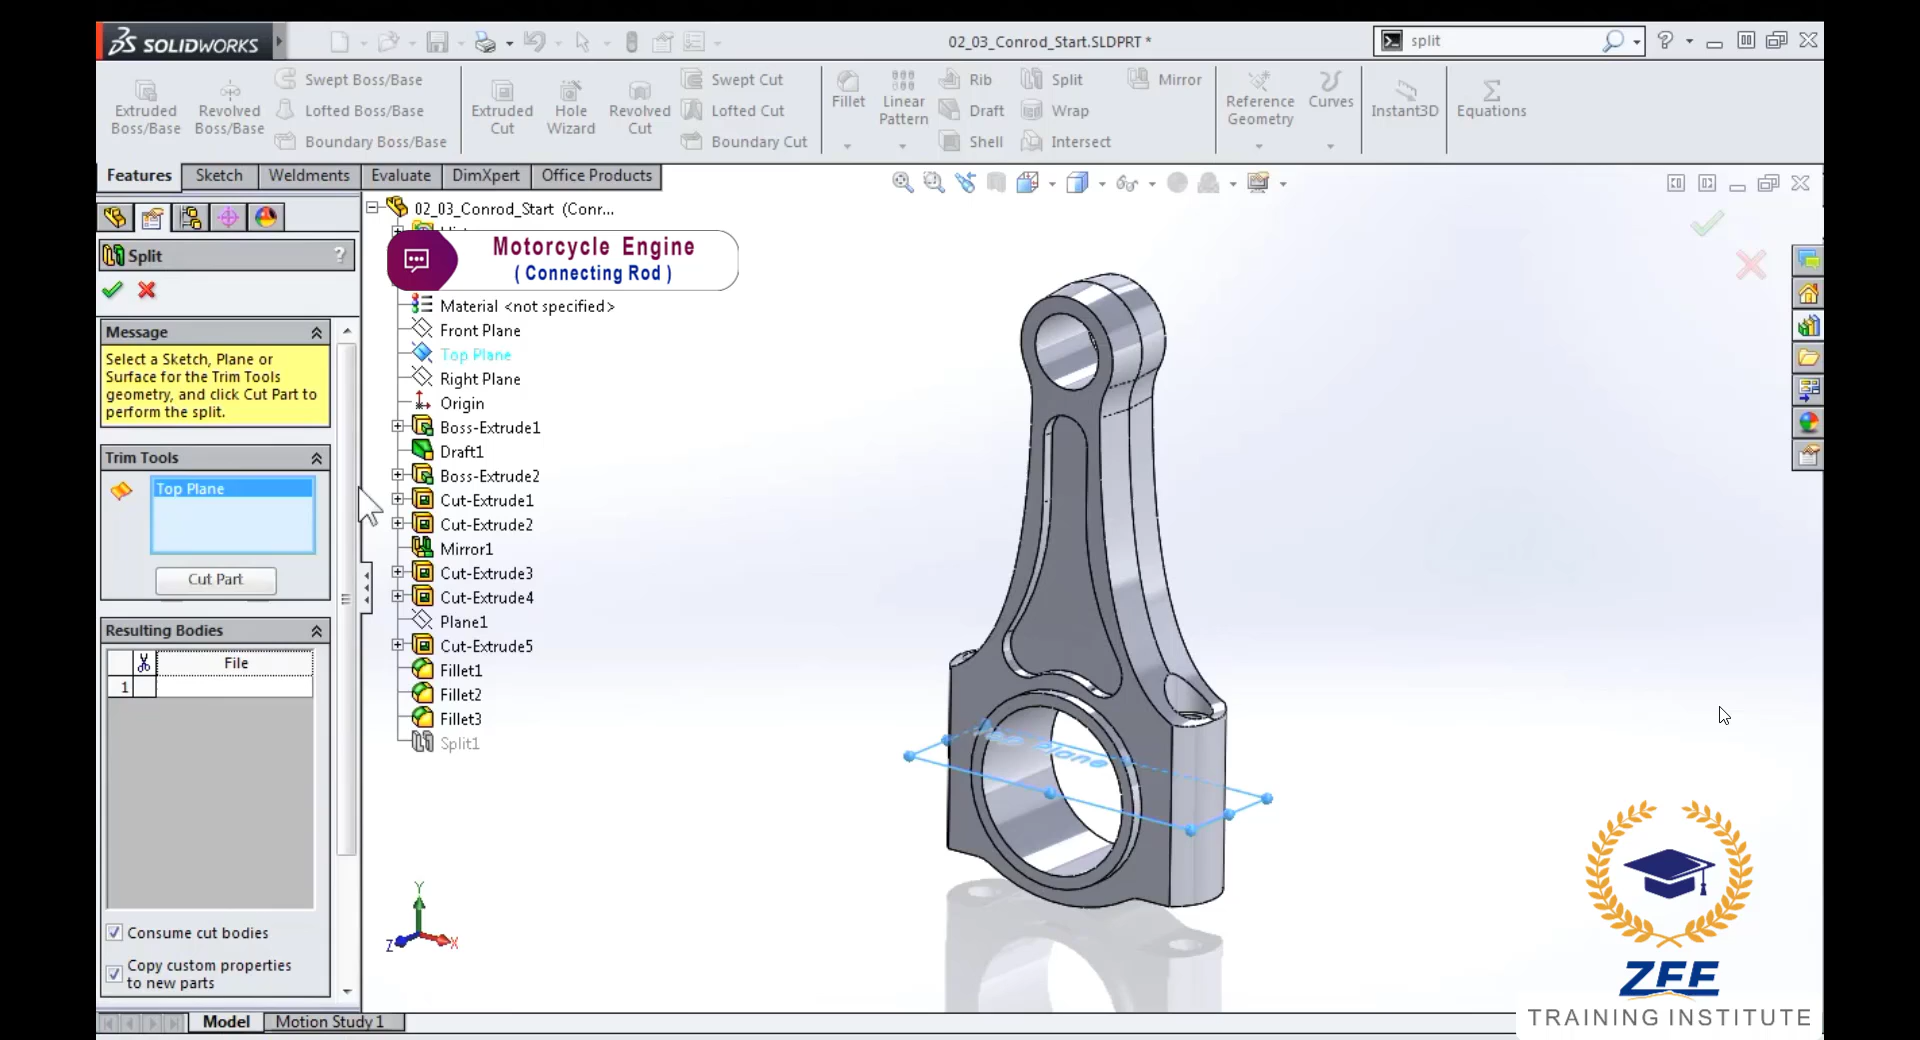 SOLIDWORKS
02_03_Conrod_Start.SLDPRT *
split
Extruded Boss/Base
Revolved Boss/Base
Swept Boss/Base
Lofted Boss/Base
Boundary Boss/Base
Extruded Cut
Hole Wizard
Revolved Cut
Swept Cut
Lofted Cut
Boundary Cut
Fillet
Linear Pattern
Rib
Draft
Shell
Split
Wrap
Intersect
Mirror
Reference Geometry
Curves
Instant3D
Equations
Features
Sketch
Weldments
Evaluate
DimXpert
Office Products
Split
?
Message
Select a Sketch, Plane or
Surface for the Trim Tools
geometry, and click Cut Part to
perform the split.
Trim Tools
Top Plane
Cut Part
Resulting Bodies
File
1
Consume cut bodies
Copy custom properties
to new parts
02_03_Conrod_Start (Conr...
Motorcycle Engine
( Connecting Rod )
Material <not specified>
Front Plane
Top Plane
Right Plane
Origin
Boss-Extrude1
Draft1
Boss-Extrude2
Cut-Extrude1
Cut-Extrude2
Mirror1
Cut-Extrude3
Cut-Extrude4
Plane1
Cut-Extrude5
Fillet1
Fillet2
Fillet3
Split1
Top Plane
Y
Z
X
Model
Motion Study 1
ZEE
TRAINING INSTITUTE